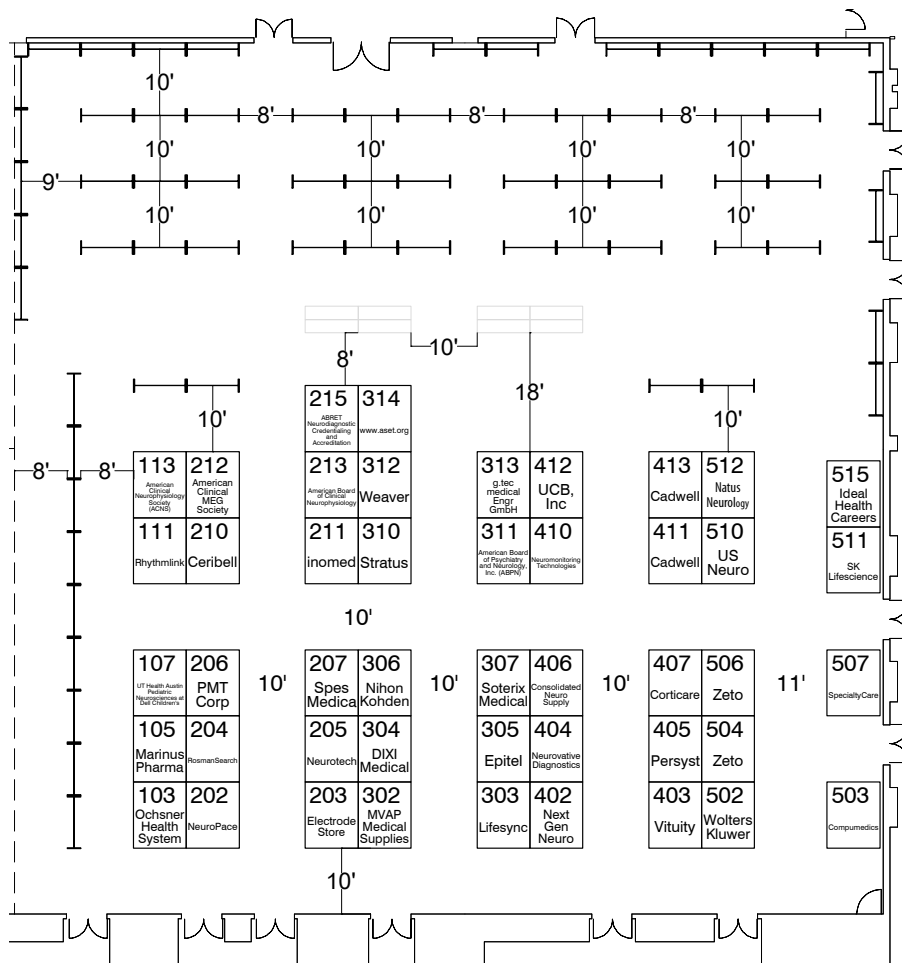 10'
8'
8'
8'
10'
10'
10'
9'
10'
10'
10'
10'
10'
8'
18'
10'
10'
8'
8'
215
ABRET
Neurodiagnostic
Credentialing
and
Accreditation
314
www.aset.org
113
American
Clinical
Neurophysiology
Society
(ACNS)
212
American
Clinical
MEG
Society
213
American Board
of Clinical
Neurophysiology
312
Weaver
313
g.tec
medical
Engr
GmbH
412
UCB,
Inc
413
Cadwell
512
Natus
Neurology
515
Ideal
Health
Careers
111
Rhythmlink
210
Ceribell
211
inomed
310
Stratus
311
American Board
of Psychiatry
and Neurology,
Inc. (ABPN)
410
Neuromonitoring
Technologies
411
Cadwell
510
US
Neuro
511
SK
Lifescience
10'
107
UT Health Austin
Pediatric
Neurosciences at
Dell Children's
206
PMT
Corp
10'
207
Spes
Medica
306
Nihon
Kohden
10'
307
Soterix
Medical
406
Consolidated
Neuro
Supply
10'
407
Corticare
506
Zeto
11'
507
SpecialtyCare
105
Marinus
Pharma
204
RosmanSearch
205
Neurotech
304
DIXI
Medical
305
Epitel
404
Neurovative
Diagnostics
405
Persyst
504
Zeto
103
Ochsner
Health
System
202
NeuroPace
203
Electrode
Store
302
MVAP
Medical
Supplies
303
Lifesync
402
Next
Gen
Neuro
403
Vituity
502
Wolters
Kluwer
503
Compumedics
10'